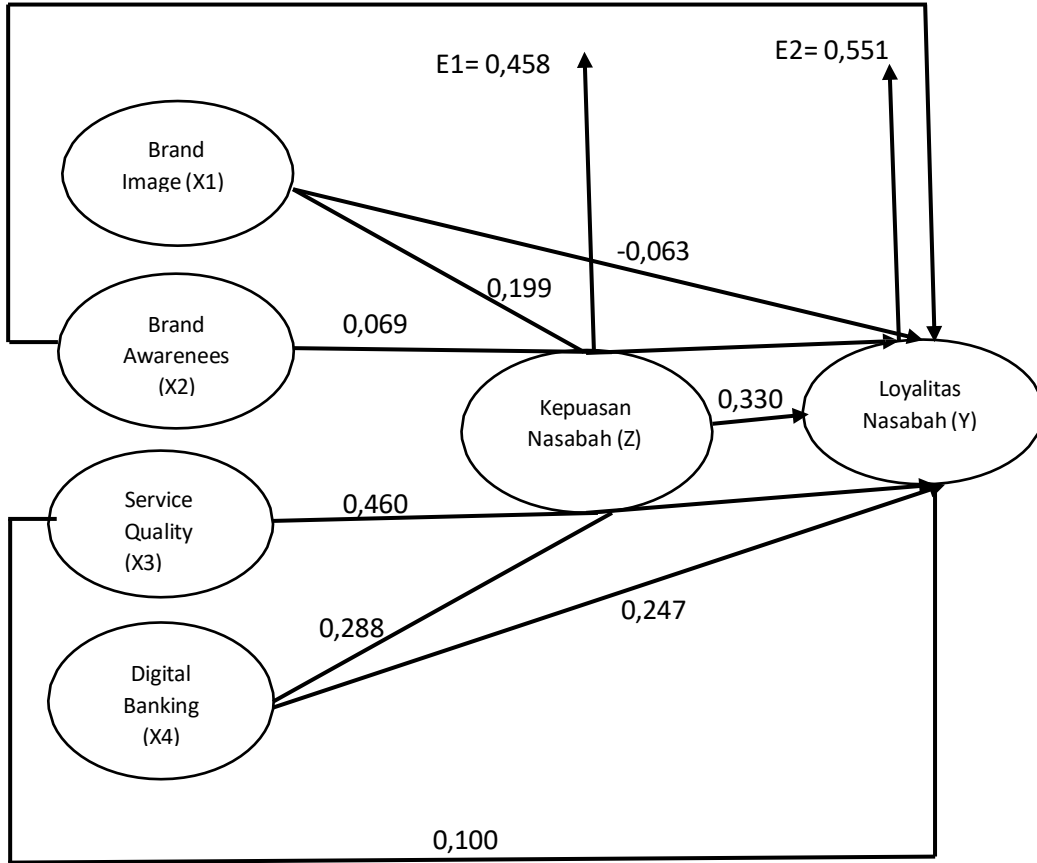 E1= 0,458
E2= 0,551
Brand
Image (X1)
-0,063
0,199
Brand
Awarenees
(X2)
0,069
Kepuasan
Nasabah (Z)
0,330
Loyalitas
Nasabah (Y)
Service
Quality
(X3)
0,460
0,288
0,247
Digital
Banking
(X4)
0,100